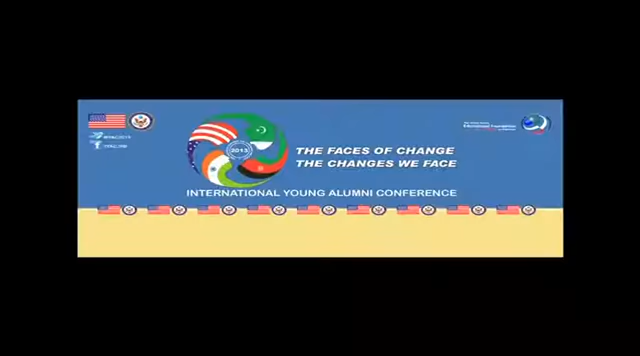 2013
THE FACES OF CHANGE
THE CHANGES WE FACE
INTERNATIONAL YOUNG ALUMNI CONFERENCE